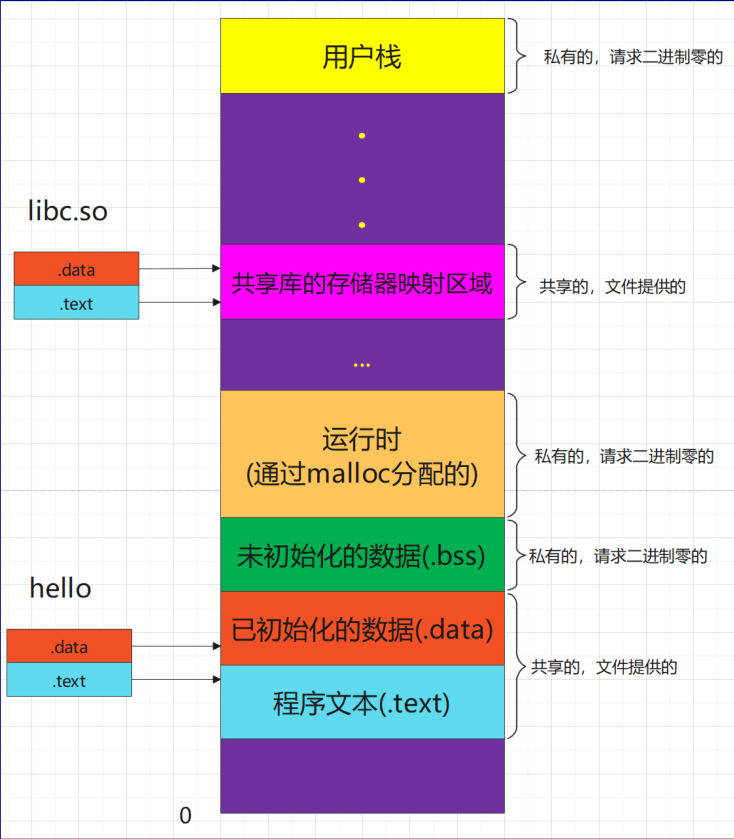 用户栈
私有的，请求二进制零的
libc.so
.data
.text
共享库的存储器映射区域
共享的，文件提供的
...
运行时
(通过malloc分配的)
私有的，请求二进制零的
未初始化的数据(.bss)
私有的，请求二进制零的
hello
.data
.text
已初始化的数据(.data)
程序文本(.text)
共享的，文件提供的
0